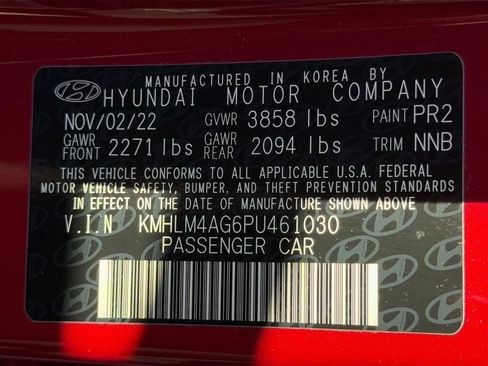 MANUFACTURED IN KOREA BY
HYUNDAI MOTOR COMPANY
NOV/02/22 GVWR 3858 lbs PAINT PR2
GAWR FRONT 2271 lbs GAWR REAR 2094 lbs TRIM NNB
THIS VEHICLE CONFORMS TO ALL APPLICABLE U.S.A. FEDERAL
MOTOR VEHICLE SAFETY, BUMPER, AND THEFT PREVENTION STANDARDS
IN EFFECT ON THE DATE OF MANUFACTURE SHOWN ABOVE
V.I.N KMHLM4AG6PU461030
PASSENGER CAR